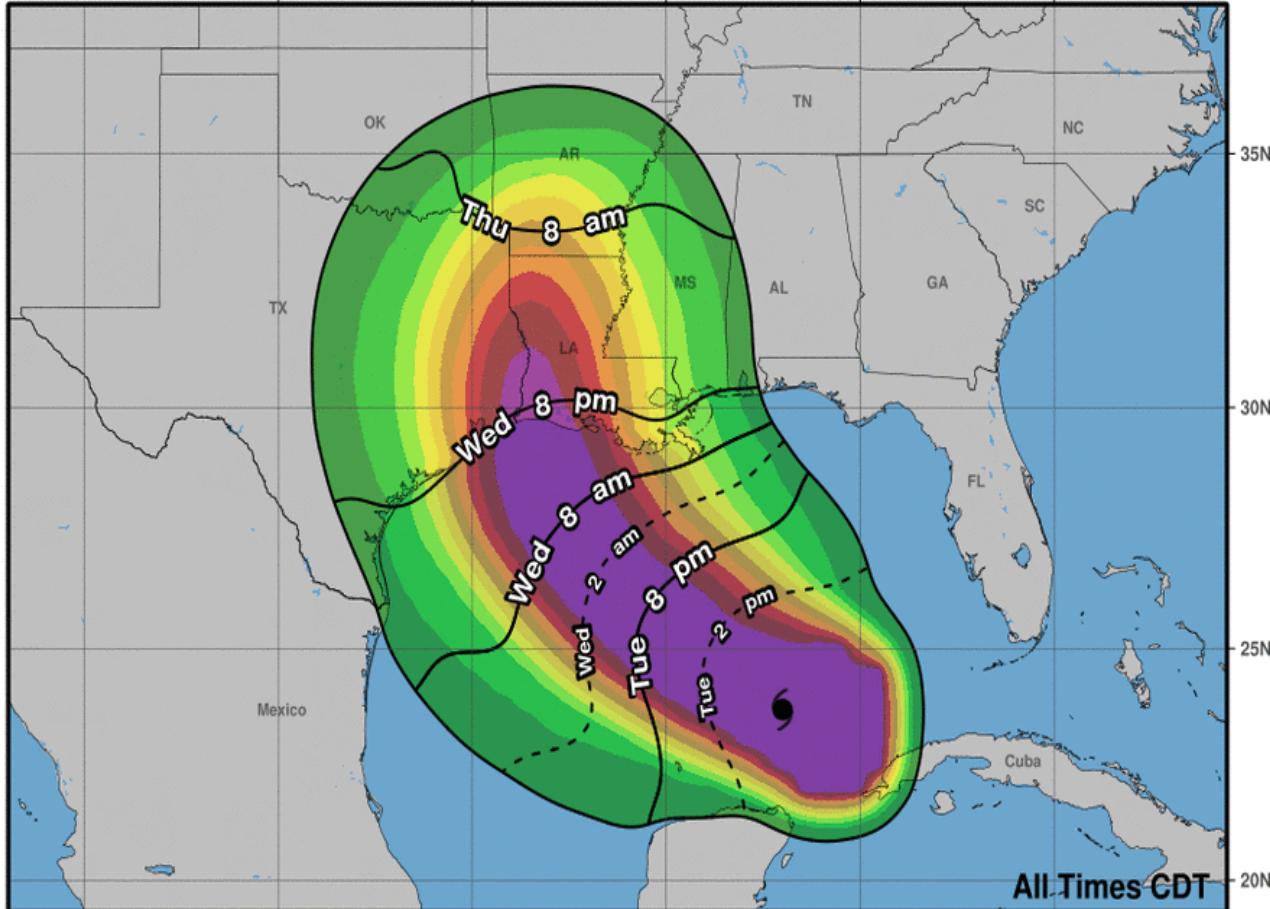 OK
TN
NC
AR
35N
SC
Thu 8 am
MS
AL
GA
TX
LA
Wed 8 pm
30N
FL
Wed 8 am
Wed 2 am
Tue 8 pm
Tue 2 pm
25N
Mexico
Cuba
All Times CDT
20N